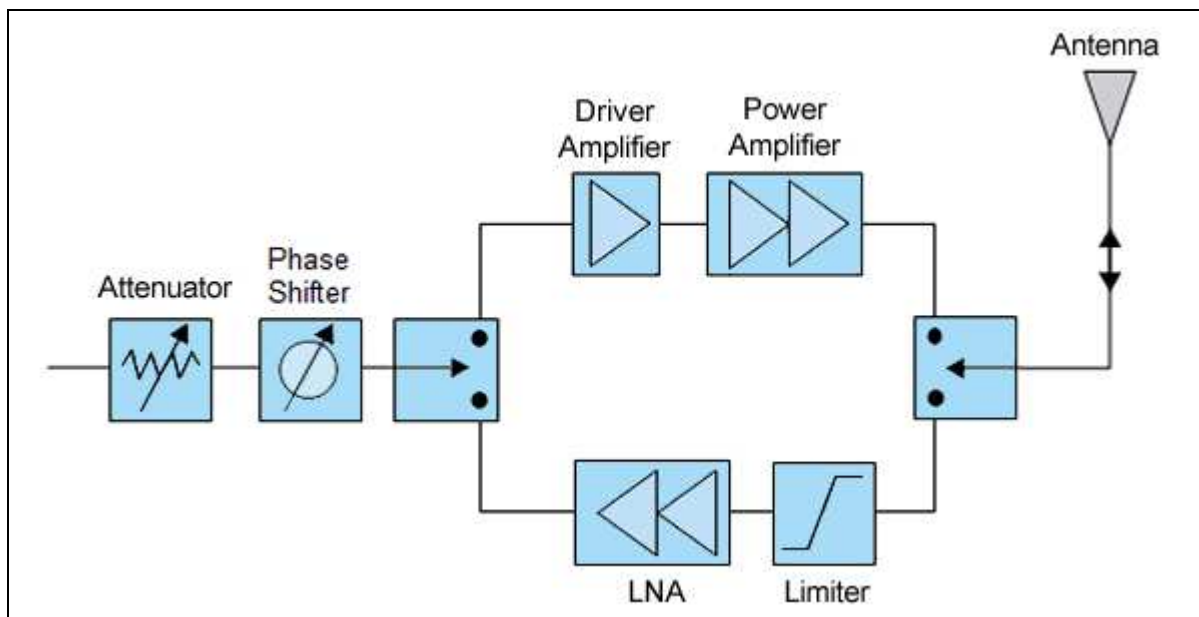 Antenna
Driver
Amplifier
Power
Amplifier
Attenuator
Phase
Shifter
LNA
Limiter